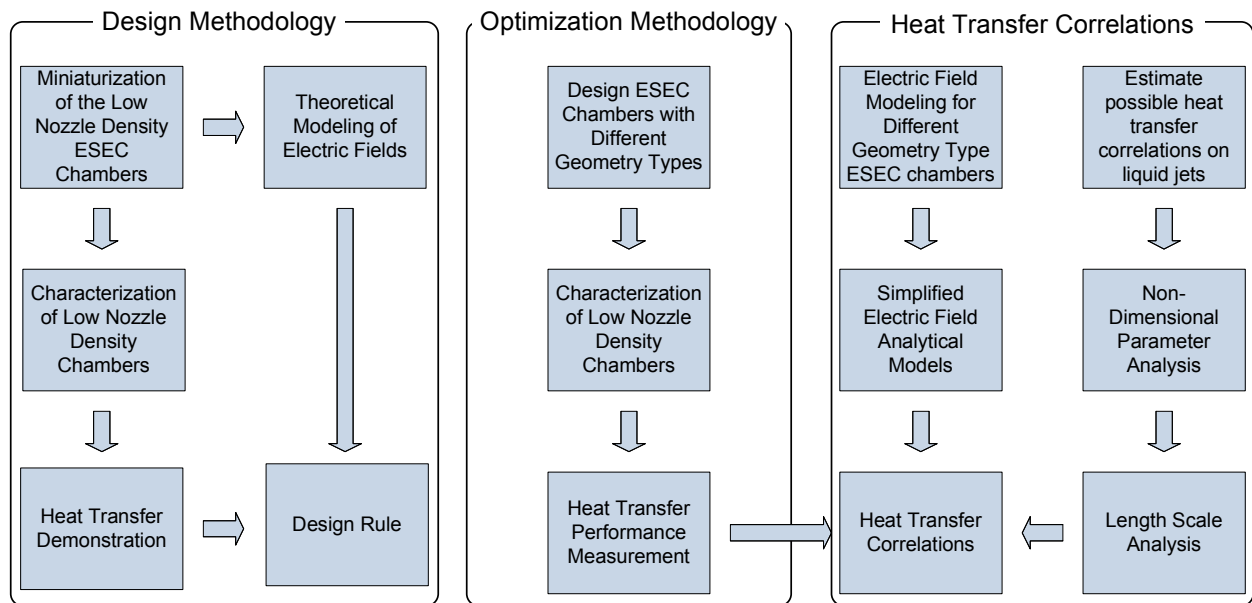 Design Methodology
Miniaturization
of the Low
Nozzle Density
ESEC
Chambers
Theoretical
Modeling of
Electric Fields
Characterization
of Low Nozzle
Density
Chambers
Heat Transfer
Demonstration
Design Rule
Optimization Methodology
Design ESEC
Chambers with
Different
Geometry Types
Characterization
of Low Nozzle
Density
Chambers
Heat Transfer
Performance
Measurement
Heat Transfer Correlations
Electric Field
Modeling for
Different
Geometry Type
ESEC chambers
Estimate
possible heat
transfer
correlations on
liquid jets
Simplified
Electric Field
Analytical
Models
Non-
Dimensional
Parameter
Analysis
Heat Transfer
Correlations
Length Scale
Analysis